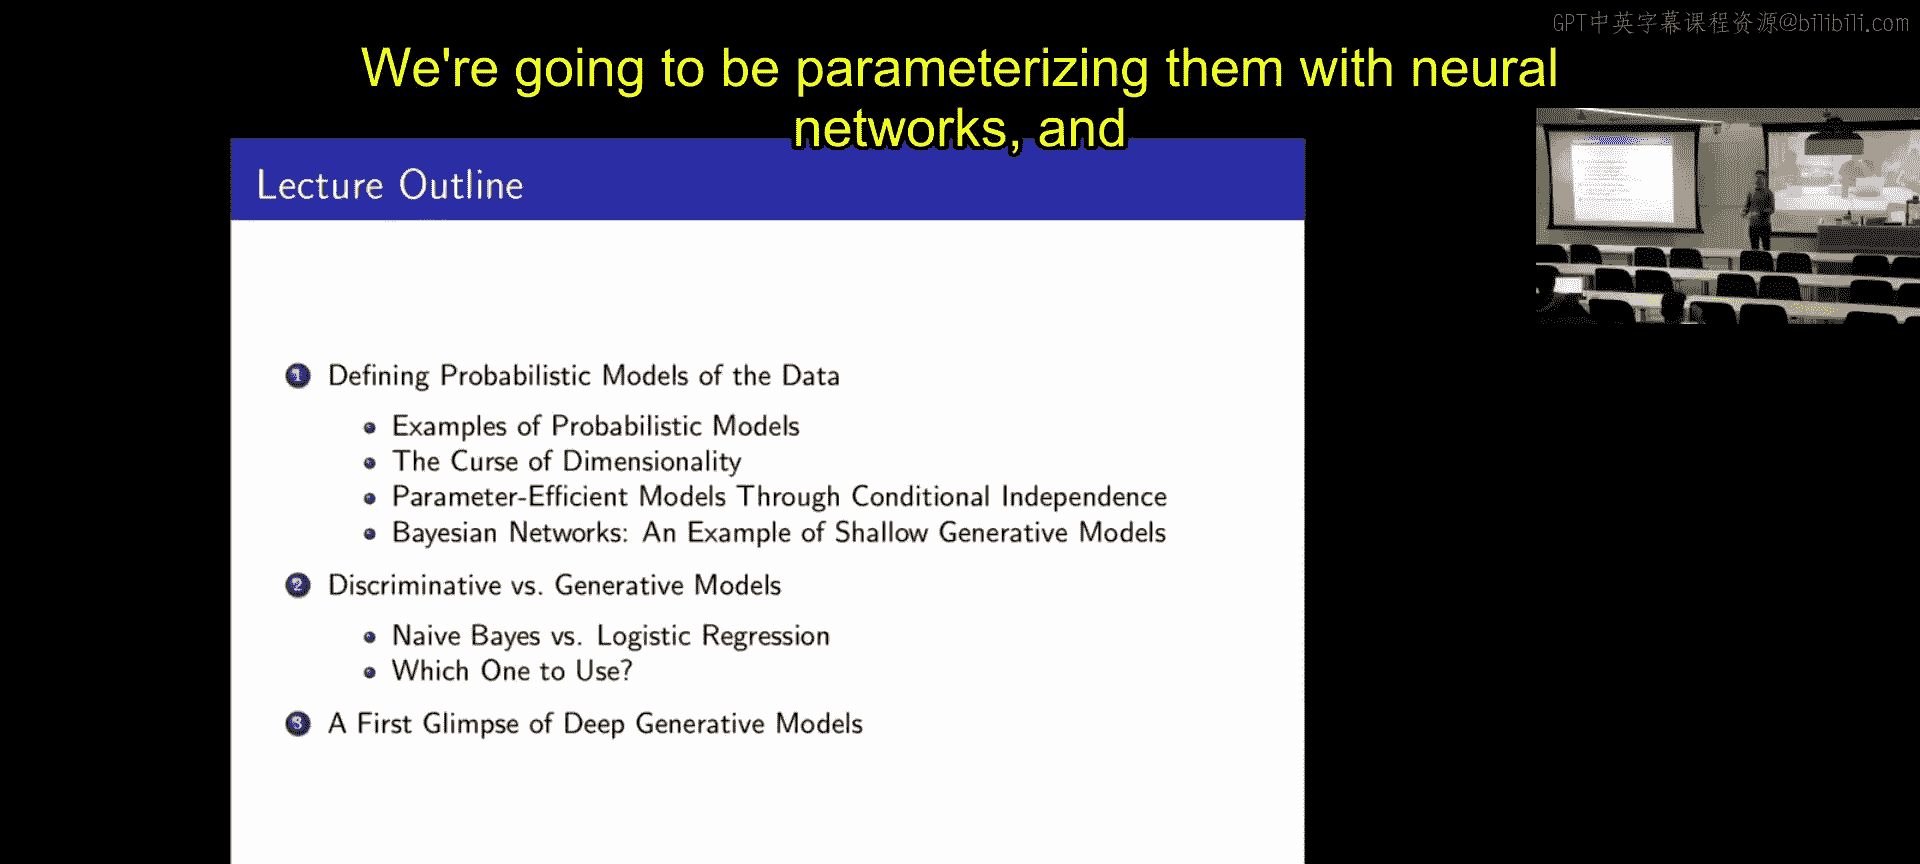 GPT中英字幕课程资源@bilibili.com
We're going to be parameterizing them with neural
networks, and
Lecture Outline
1 Defining Probabilistic Models of the Data
Examples of Probabilistic Models
The Curse of Dimensionality
Parameter-Efficient Models Through Conditional Independence
Bayesian Networks: An Example of Shallow Generative Models
2 Discriminative vs. Generative Models
Naive Bayes vs. Logistic Regression
Which One to Use?
3 A First Glimpse of Deep Generative Models